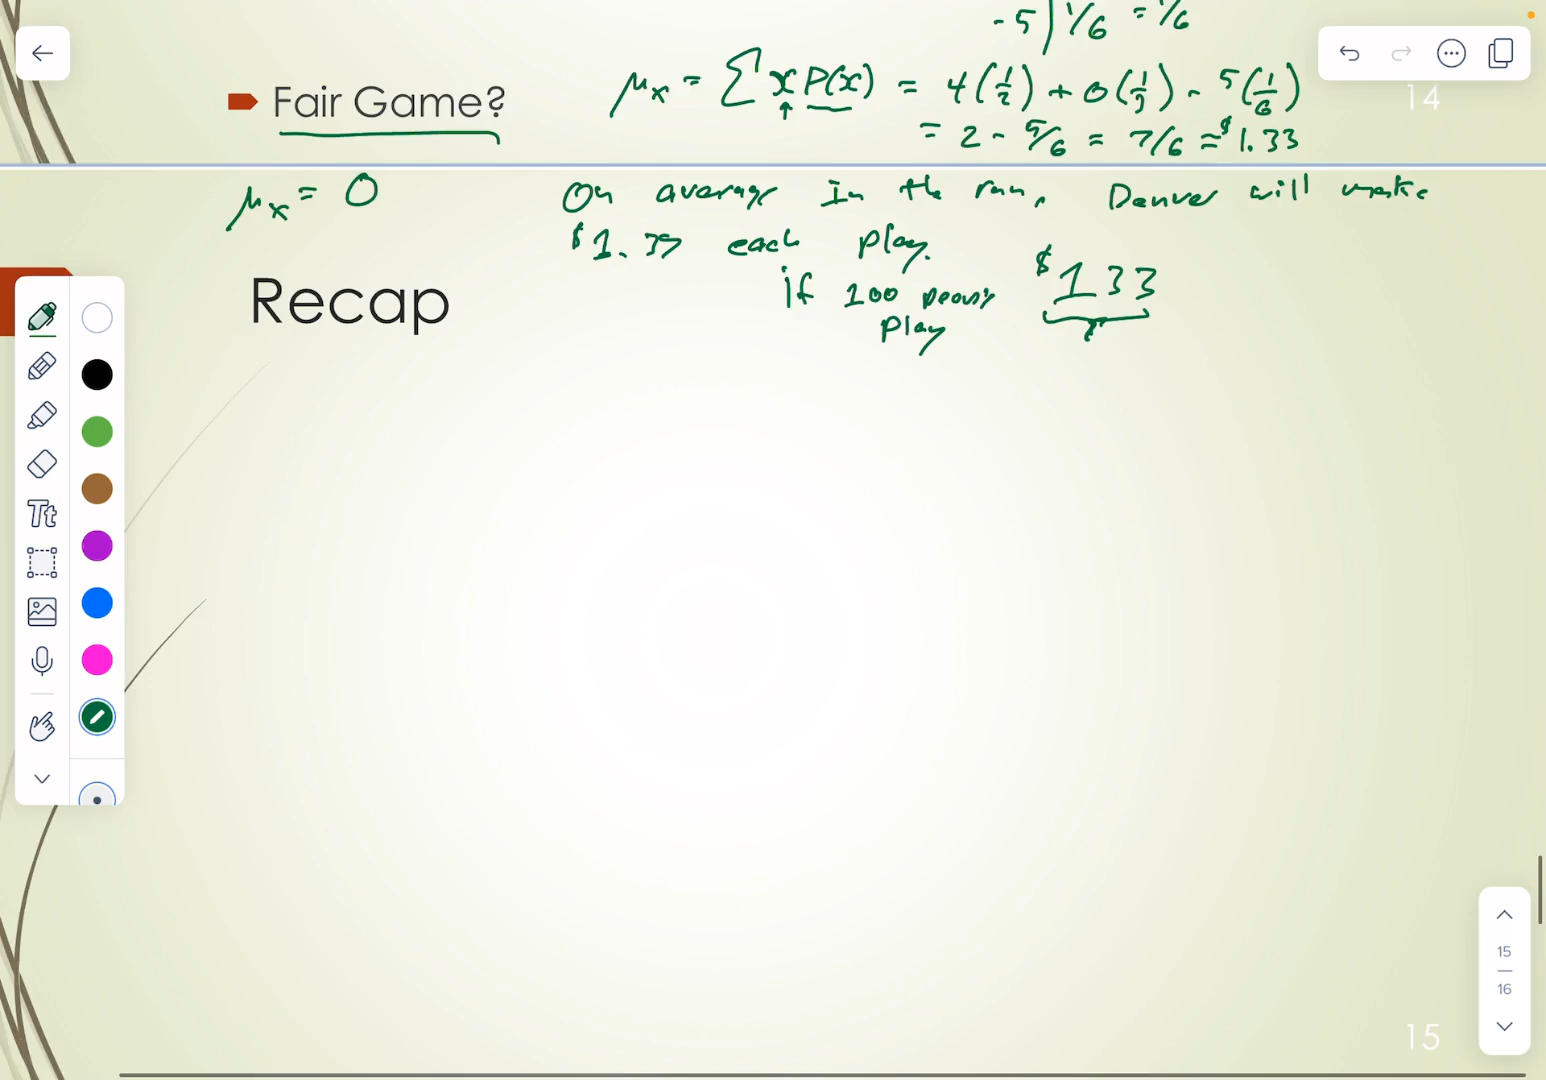 -5 | 1/6 = 1/6
μx = Σ x P(x) = 4(1/2) + 0(1/3) - 5(1/6)
Fair Game?
14
= 2 - 5/6 = 7/6 ≈ $1.33
μx = 0
On average In the run, Denver will make
$1. each play.
Recap
if 100 $133
play
15
16
15
Tt